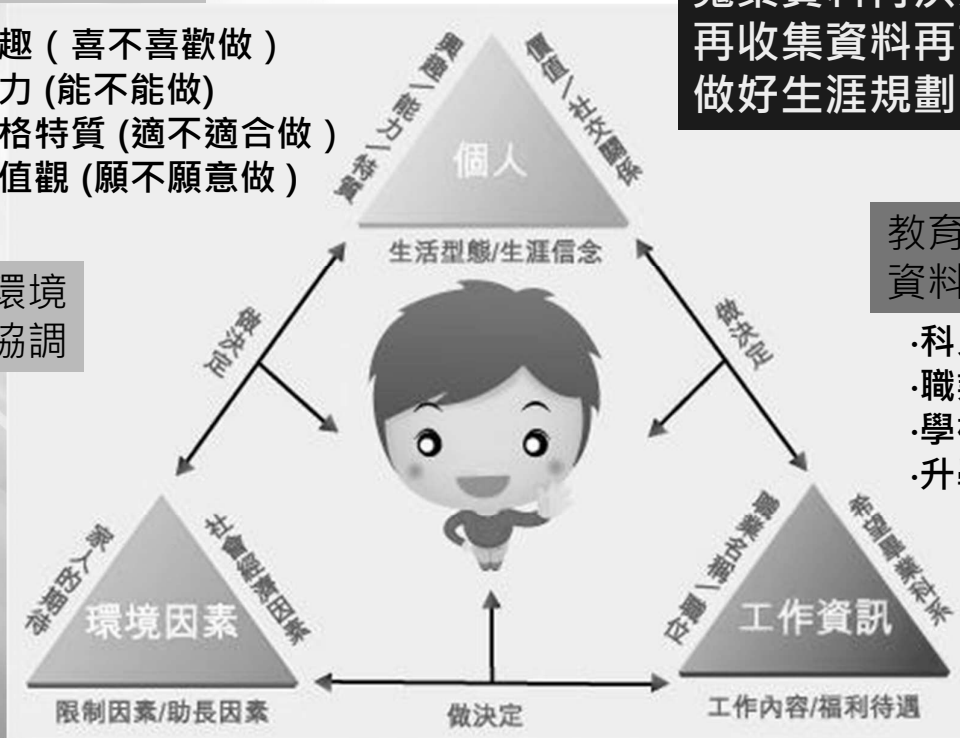 趣 ( 喜不喜歡做 )
力 (能不能做)
格特質 (適不適合做 )
值觀 (願不願意做 )
再收集資料再
做好生涯規劃
興趣/能力/特質
價值/社交關係
個人
生活型態/生涯信念
教育
資料
環境
協調
做決定
做決定
‧科
‧職
‧學
‧升
家人的期待
社會經濟因素
環境因素
限制因素/助長因素
職業名稱/職位
希望畢業科系
工作資訊
工作內容/福利待遇
做決定